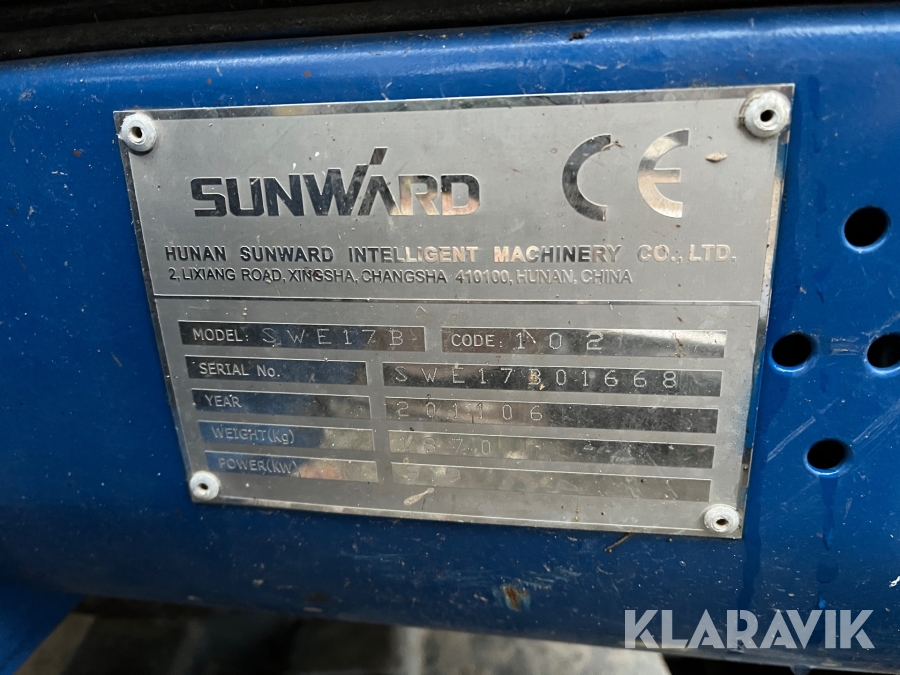 SUNWARD CE
HUNAN SUNWARD INTELLIGENT MACHINERY CO., LTD.
2, LIXIANG ROAD, XINGSHA, CHANGSHA 410100, HUNAN, CHINA
MODEL: SWE17B CODE: 102
SERIAL No. SWE17B01668
YEAR 201106
WEIGHT(Kg) 1870
POWER(KW)
KLARAVIK